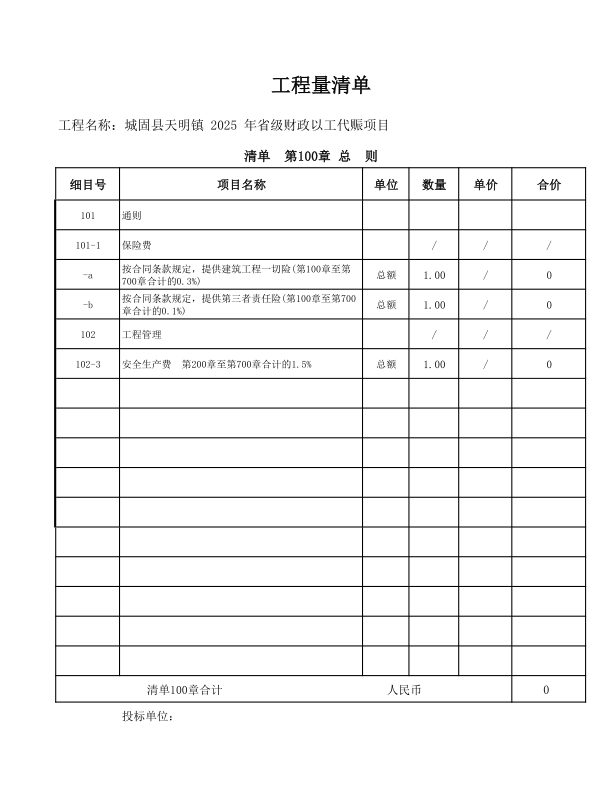 工程量清单
工程名称：城固县天明镇 2025 年省级财政以工代赈项目
清单 第100章 总 则
细目号 项目名称 单位 数量 单价 合价
101 通则
101-1 保险费 / / /
-a 按合同条款规定，提供建筑工程一切险(第100章至第
700章合计的0.3%) 总额 1.00 / 0
-b 按合同条款规定，提供第三者责任险(第100章至第700
章合计的0.1%) 总额 1.00 / 0
102 工程管理 / / /
102-3 安全生产费 第200章至第700章合计的1.5% 总额 1.00 / 0
清单100章合计 人民币 0
投标单位：